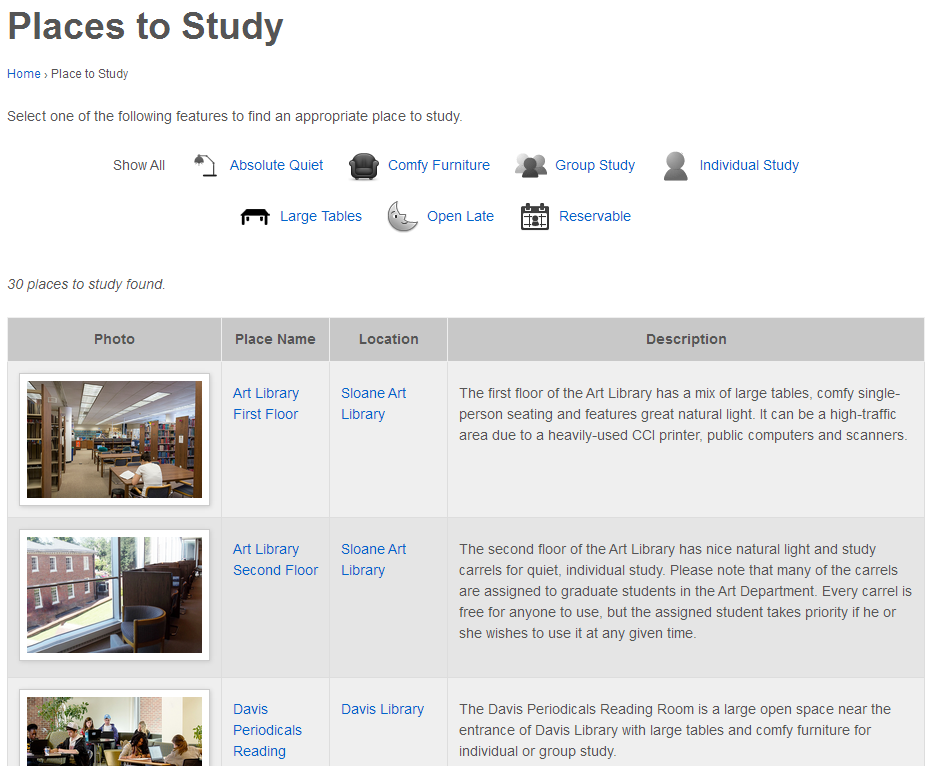 Places to Study
Home › Place to Study
Select one of the following features to find an appropriate place to study.
Show All Absolute Quiet Comfy Furniture Group Study Individual Study
Large Tables Open Late Reservable
30 places to study found.
Photo Place Name Location Description
Art Library
First Floor
Sloane Art
Library
The first floor of the Art Library has a mix of large tables, comfy single-
person seating and features great natural light. It can be a high-traffic
area due to a heavily-used CCI printer, public computers and scanners.
Art Library
Second Floor
Sloane Art
Library
The second floor of the Art Library has nice natural light and study
carrels for quiet, individual study. Please note that many of the carrels
are assigned to graduate students in the Art Department. Every carrel is
free for anyone to use, but the assigned student takes priority if he or
she wishes to use it at any given time.
Davis
Periodicals
Reading
Davis Library
The Davis Periodicals Reading Room is a large open space near the
entrance of Davis Library with large tables and comfy furniture for
individual or group study.